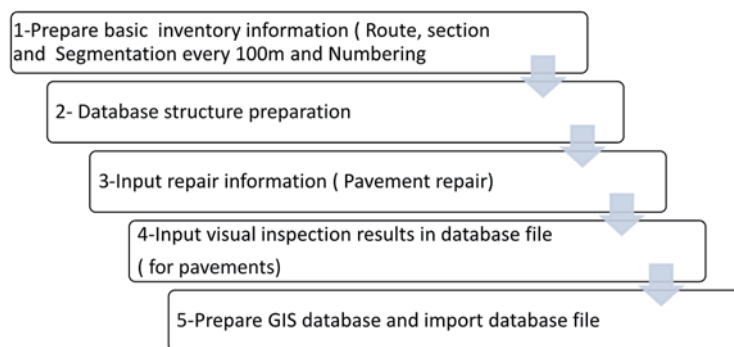 1-Prepare basic inventory information ( Route, section
and Segmentation every 100m and Numbering
2- Database structure preparation
3-Input repair information ( Pavement repair)
4-Input visual inspection results in database file
( for pavements)
5-Prepare GIS database and import database file